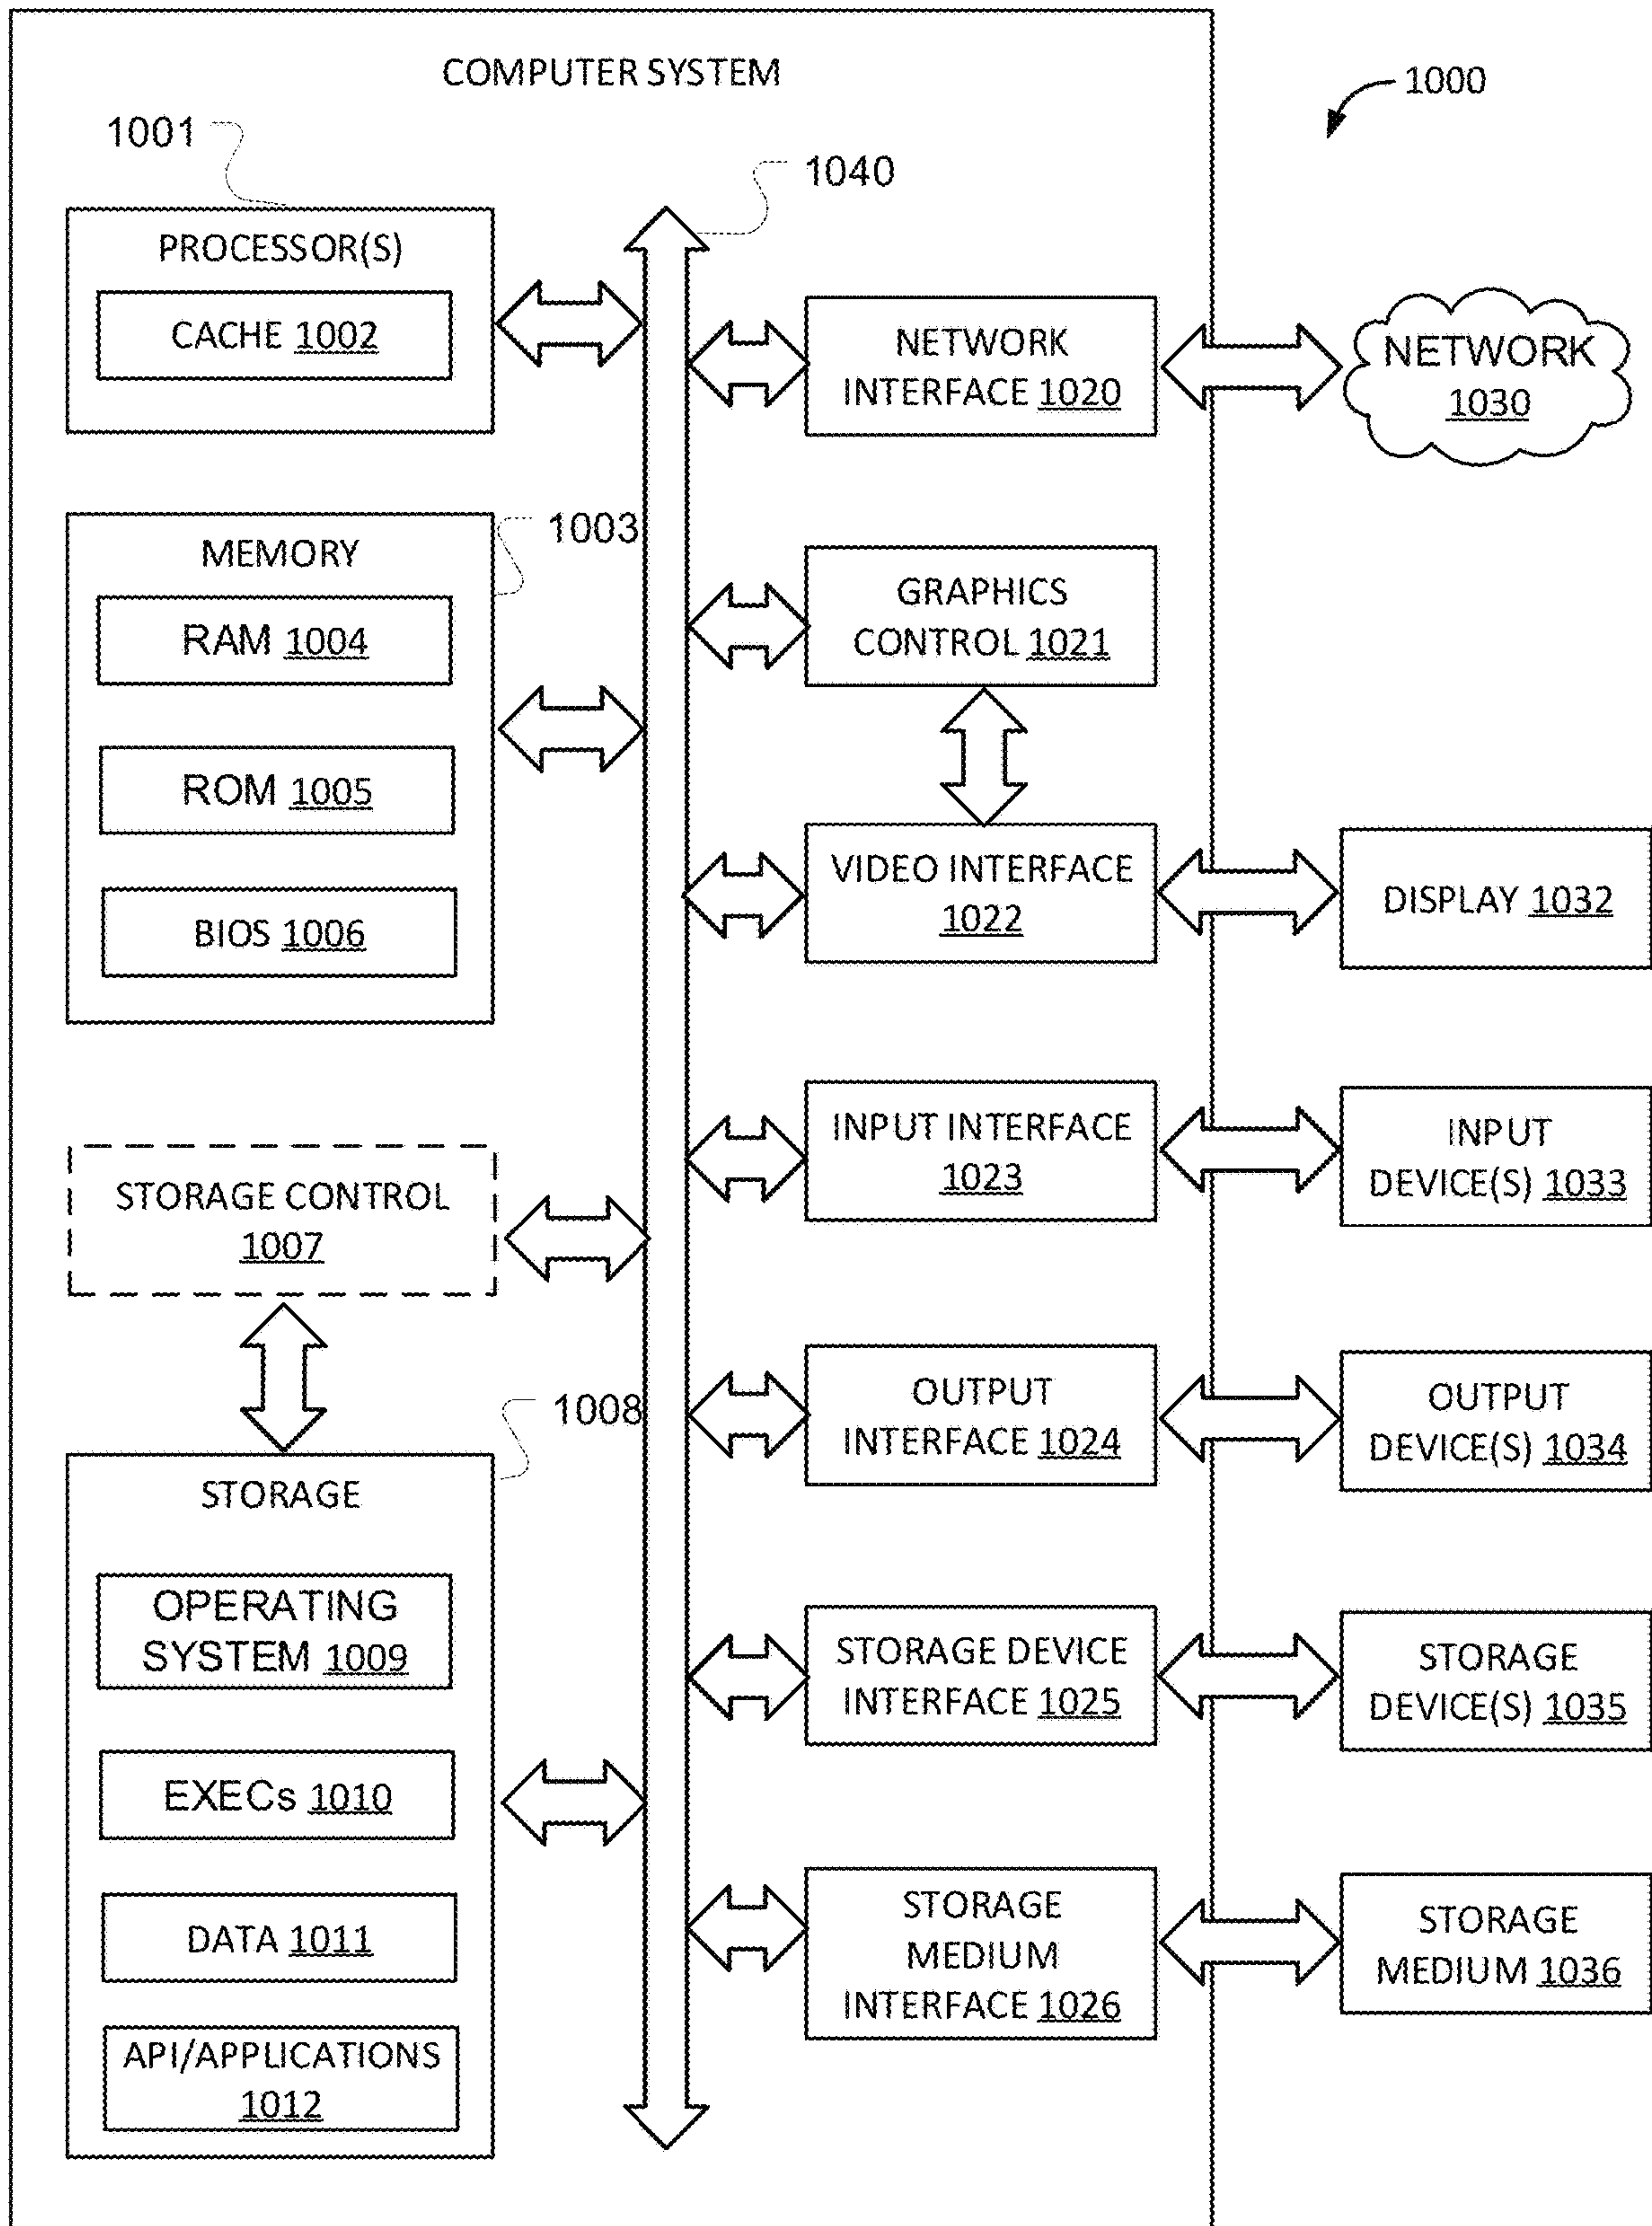 COMPUTER SYSTEM
1000
1001
1040
PROCESSOR(S)
CACHE 1002
NETWORK
INTERFACE 1020
NETWORK
1030
1003
MEMORY
RAM 1004
ROM 1005
BIOS 1006
GRAPHICS
CONTROL 1021
VIDEO INTERFACE
1022
DISPLAY 1032
STORAGE CONTROL
1007
INPUT INTERFACE
1023
INPUT
DEVICE(S) 1033
1008
STORAGE
OPERATING
SYSTEM 1009
EXECs 1010
DATA 1011
API/APPLICATIONS
1012
OUTPUT
INTERFACE 1024
OUTPUT
DEVICE(S) 1034
STORAGE DEVICE
INTERFACE 1025
STORAGE
DEVICE(S) 1035
STORAGE
MEDIUM
INTERFACE 1026
STORAGE
MEDIUM 1036